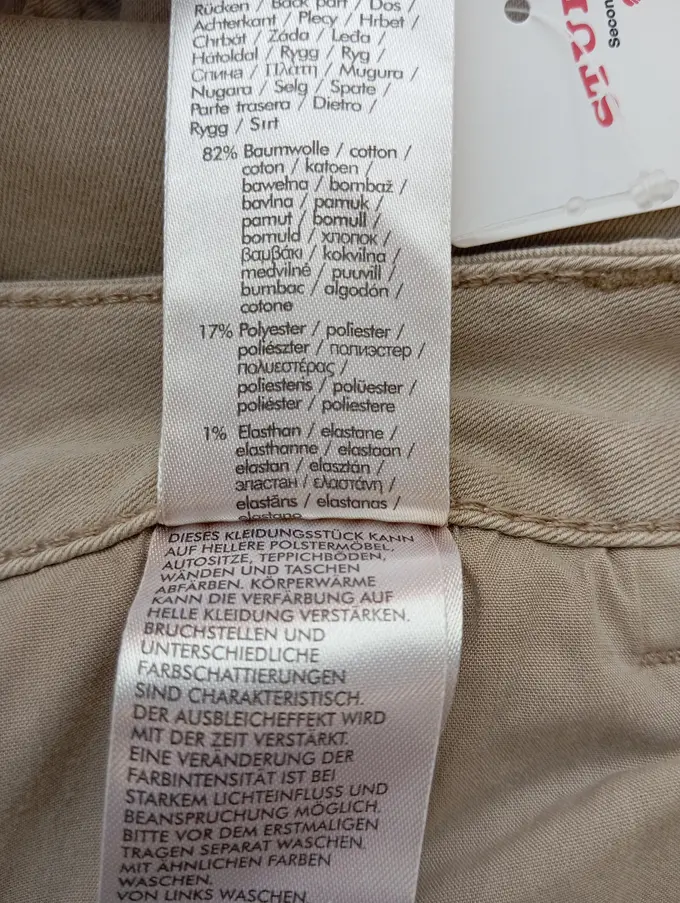 Rücken / Back part / Dos /
Achterkant / Plecy / Hrbet /
Chrbát / Záda / Leđa /
Hátoldal / Rygg / Ryg /
Спина / Πλάτη / Mugura /
Nugara / Selg / Spate /
Parte trasera / Dietro /
Rygg / Sırt
82% Baumwolle / cotton /
coton / katoen /
bawełna / bombaž /
bavlna / pamuk /
pamut / bomull /
bomuld / хлопок /
βαμβάκι / kokvilna /
medvilnė / puuvill /
bumbac / algodón /
cotone
17% Polyester / poliester /
poliészter / полиэстер /
πολυεστέρας /
poliesteris / polüester /
poliéster / poliestere
1% Elasthan / elastane /
elasthanne / elastaan /
elastan / elasztán /
эластан / ελαστάνη /
elastāns / elastanas /
elastano
DIESES KLEIDUNGSSTÜCK KANN
AUF HELLERE POLSTERMÖBEL,
AUTOSITZE, TEPPICHBÖDEN,
WÄNDEN UND TASCHEN
ABFÄRBEN. KÖRPERWÄRME
KANN DIE VERFÄRBUNG AUF
HELLE KLEIDUNG VERSTÄRKEN.
BRUCHSTELLEN UND
UNTERSCHIEDLICHE
FARBSCHATTIERUNGEN
SIND CHARAKTERISTISCH.
DER AUSBLEICHEFFEKT WIRD
MIT DER ZEIT VERSTÄRKT.
EINE VERÄNDERUNG DER
FARBINTENSITÄT IST BEI
STARKEM LICHTEINFLUSS UND
BEANSPRUCHUNG MÖGLICH.
BITTE VOR DEM ERSTMALIGEN
TRAGEN SEPARAT WASCHEN.
MIT ÄHNLICHEN FARBEN
WASCHEN.
VON LINKS WASCHEN
Secon